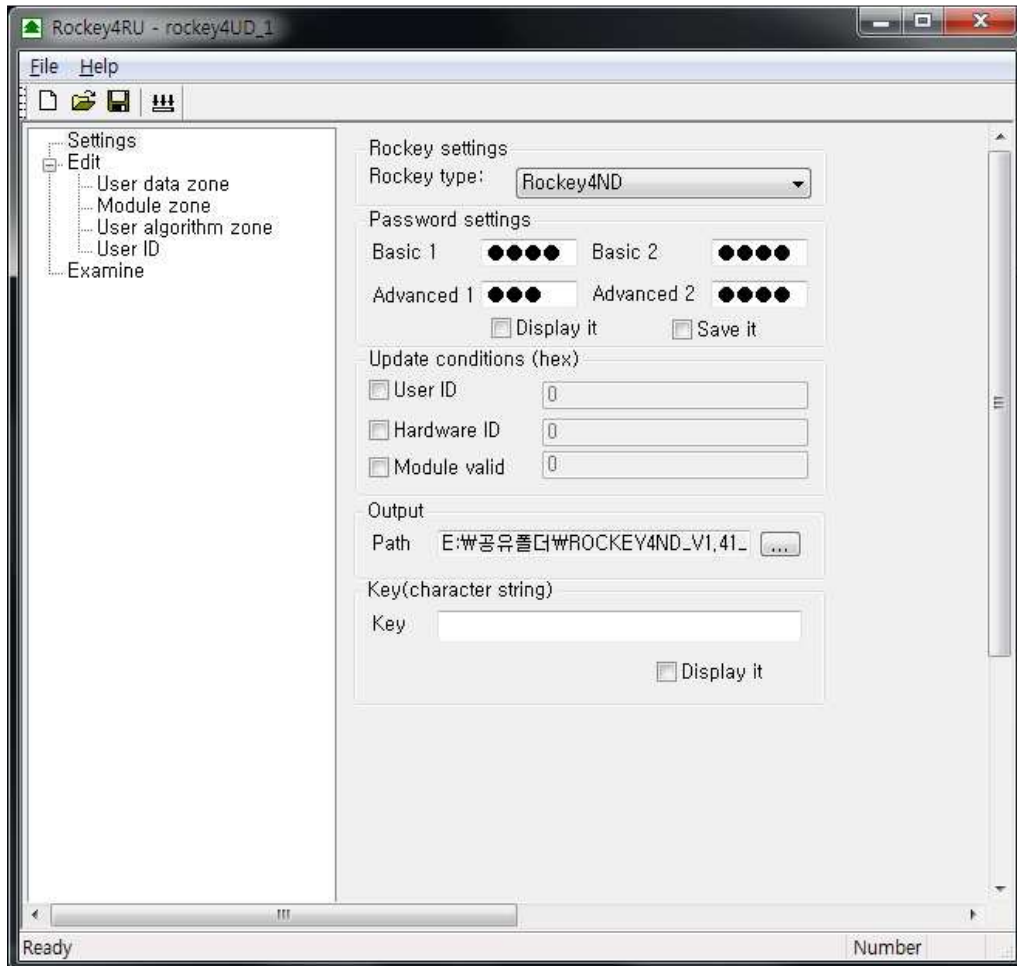 Rockey4RU - rockey4UD_1
File Help
Settings
Edit
User data zone
Module zone
User algorithm zone
User ID
Examine
Rockey settings
Rockey type: Rockey4ND
Password settings
Basic 1 ●●●● Basic 2 ●●●●
Advanced 1 ●●● Advanced 2 ●●●●
Display it Save it
Update conditions (hex)
User ID 0
Hardware ID 0
Module valid 0
Output
Path E:₩공유폴더₩ROCKEY4ND_V1,41_ ...
Key(character string)
Key
Display it
Ready Number